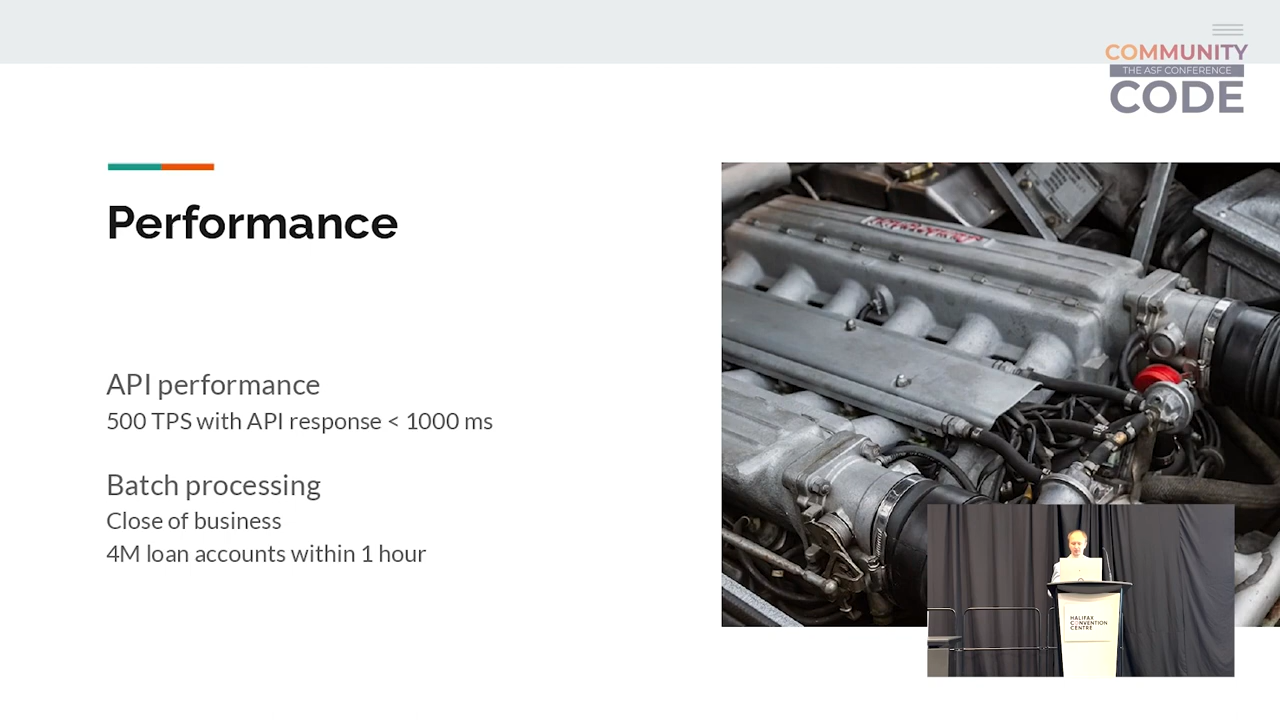 COMMUNITY
THE ASF CONFERENCE
CODE
Performance
API performance
500 TPS with API response < 1000 ms
Batch processing
Close of business
4M loan accounts within 1 hour
HALIFAX
CONVENTION
CENTRE